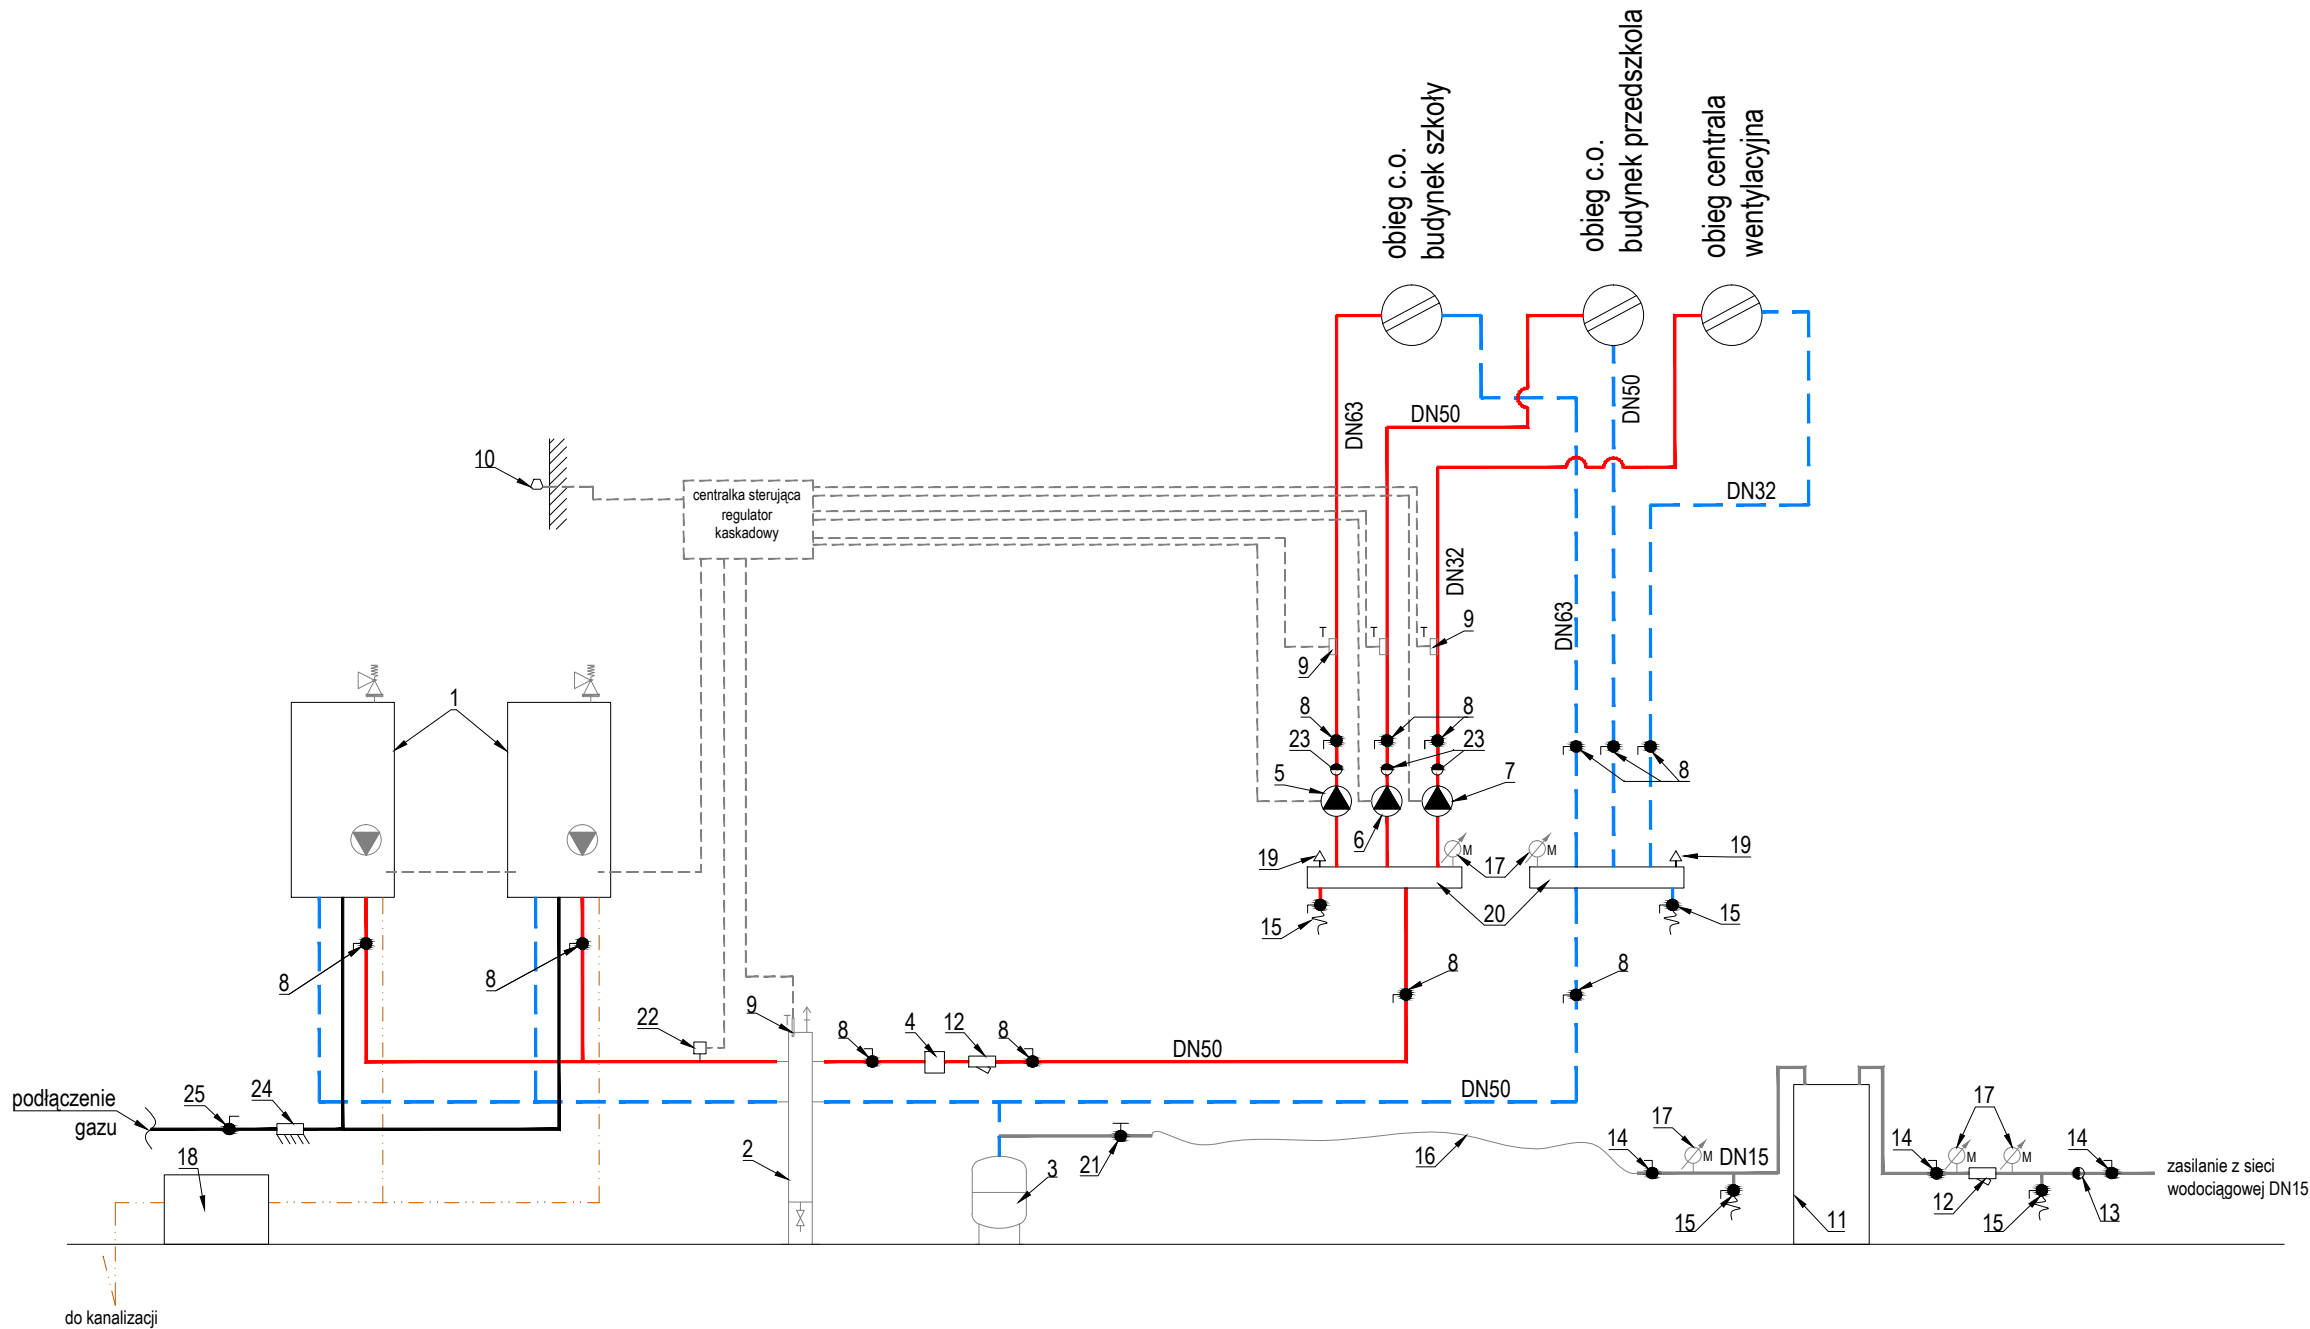 obieg c.o.
budynek szkoły
obieg c.o.
budynek przedszkola
obieg centrala
wentylacyjna
DN63
DN50
DN50
DN32
DN32
DN63
10
centralka sterująca
regulator
kaskadowy
T
T
T
9
9
1
8
8
23
23
5
7
6
8
19
M
17
M
19
15
20
15
8
8
8
8
22
9
T
8
4
12
8
DN50
DN50
podłączenie
gazu
25
24
18
2
3
21
16
14
17
M
DN15
15
11
14
17
M
M
14
12
15
13
zasilanie z sieci
wodociągowej DN15
do kanalizacji